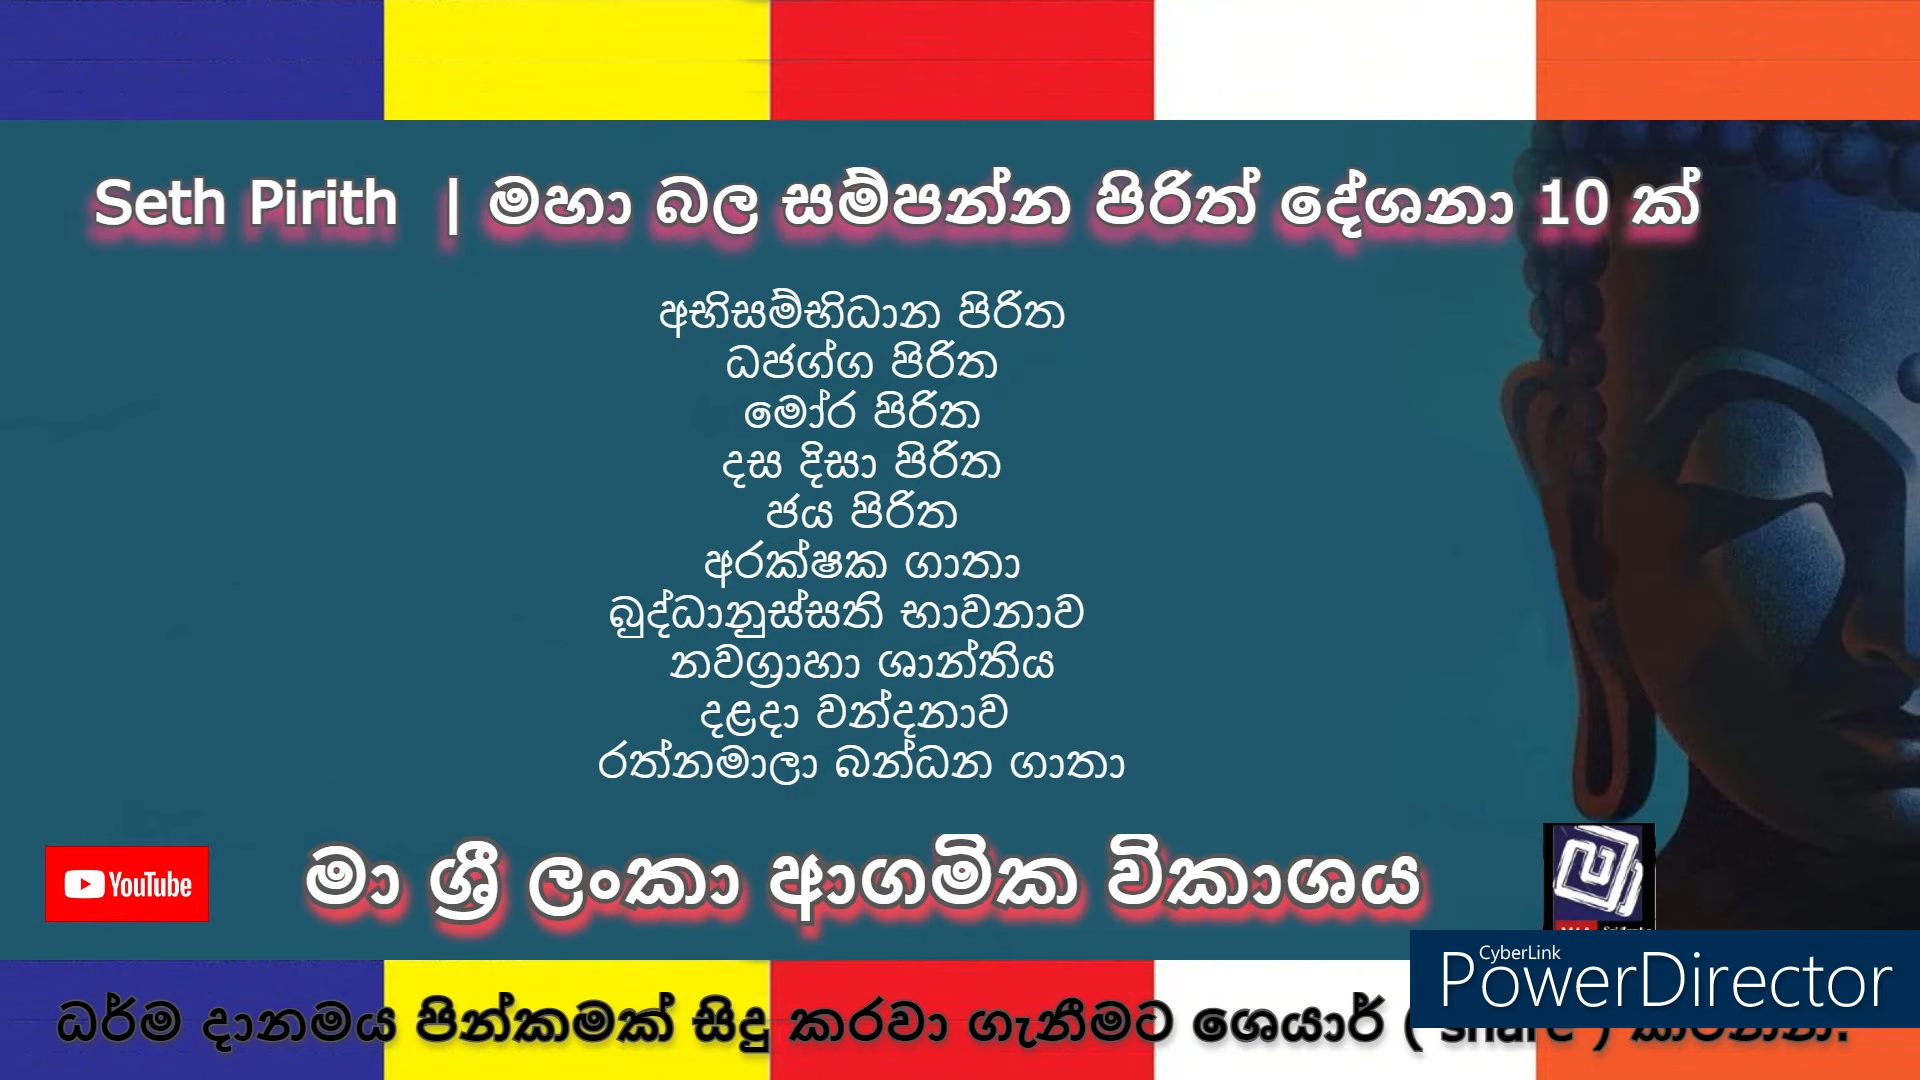 Seth Pirith | මහා බල සම්පන්න පිරිත් දේශනා 10 ක්
අභිසම්භිධාන පිරිත
ධජග්ග පිරිත
මෝර පිරිත
දස දිසා පිරිත
ජය පිරිත
අරක්ෂක ගාතා
බුද්ධානුස්සති භාවනාව
නවග්‍රාහා ශාන්තිය
දළදා වන්දනාව
රත්නමාලා බන්ධන ගාතා
YouTube
මා ශ්‍රී ලංකා ආගමික විකාශය
CyberLink
PowerDirector
ධර්ම දානමය පින්කමක් සිදු කරවා ගැනීමට ශෙයාර් (